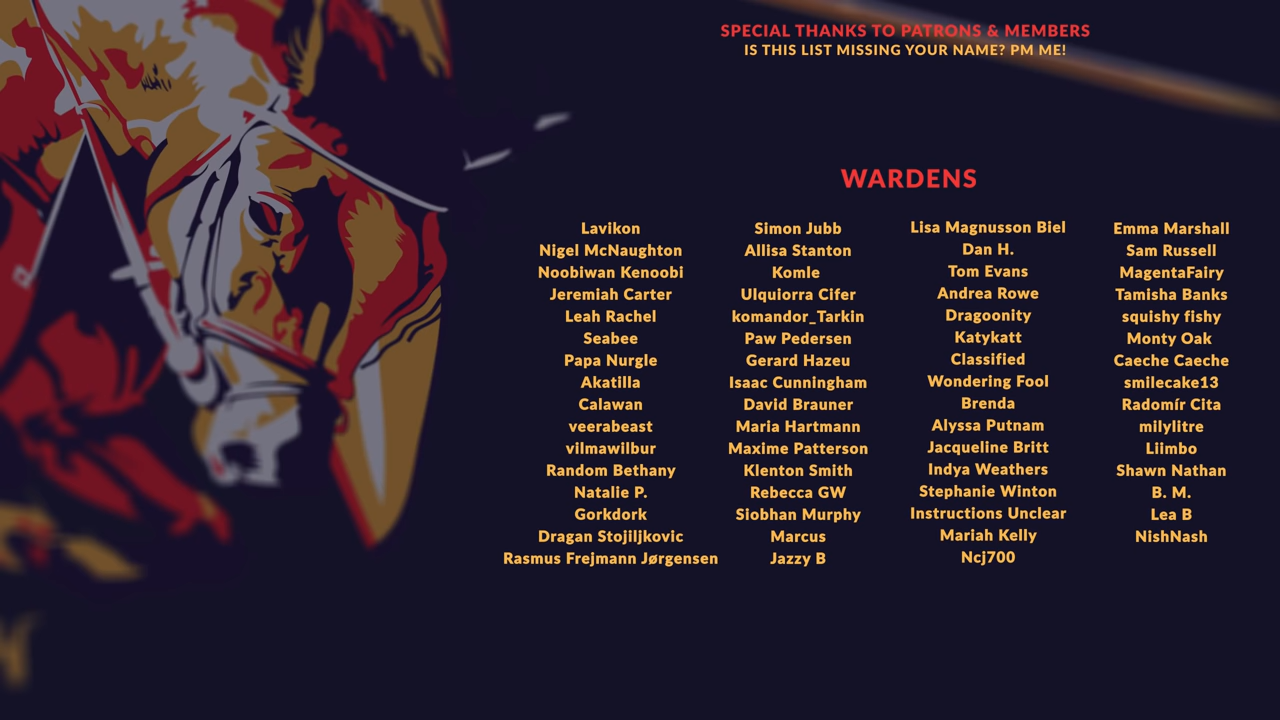 SPECIAL THANKS TO PATRONS & MEMBERS
IS THIS LIST MISSING YOUR NAME? PM ME!
WARDENS
Lavikon
Nigel McNaughton
Noobiwan Kenoobi
Jeremiah Carter
Leah Rachel
Seabee
Papa Nurgle
Akatilla
Calawan
veerabeast
vilmawilbur
Random Bethany
Natalie P.
Gorkdork
Dragan Stojiljkovic
Rasmus Frejmann Jørgensen
Simon Jubb
Allisa Stanton
Komle
Ulquiorra Cifer
komandor_Tarkin
Paw Pedersen
Gerard Hazeu
Isaac Cunningham
David Brauner
Maria Hartmann
Maxime Patterson
Klenton Smith
Rebecca GW
Siobhan Murphy
Marcus
Jazzy B
Lisa Magnusson Biel
Dan H.
Tom Evans
Andrea Rowe
Dragoonity
Katykatt
Classified
Wondering Fool
Brenda
Alyssa Putnam
Jacqueline Britt
Indya Weathers
Stephanie Winton
Instructions Unclear
Mariah Kelly
Ncj700
Emma Marshall
Sam Russell
MagentaFairy
Tamisha Banks
squishy fishy
Monty Oak
Caeche Caeche
smilecake13
Radomír Cita
milylitre
Liimbo
Shawn Nathan
B. M.
Lea B
NishNash